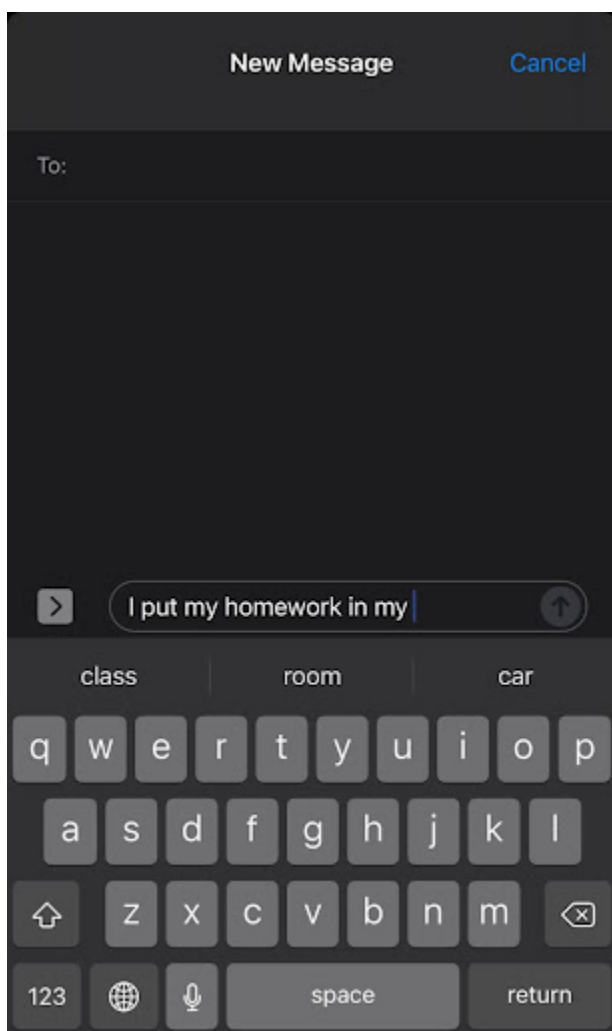 New Message Cancel
To:
I put my homework in my
class room car
q w e r t y u i o p
a s d f g h j k l
z x c v b n m
123 space return